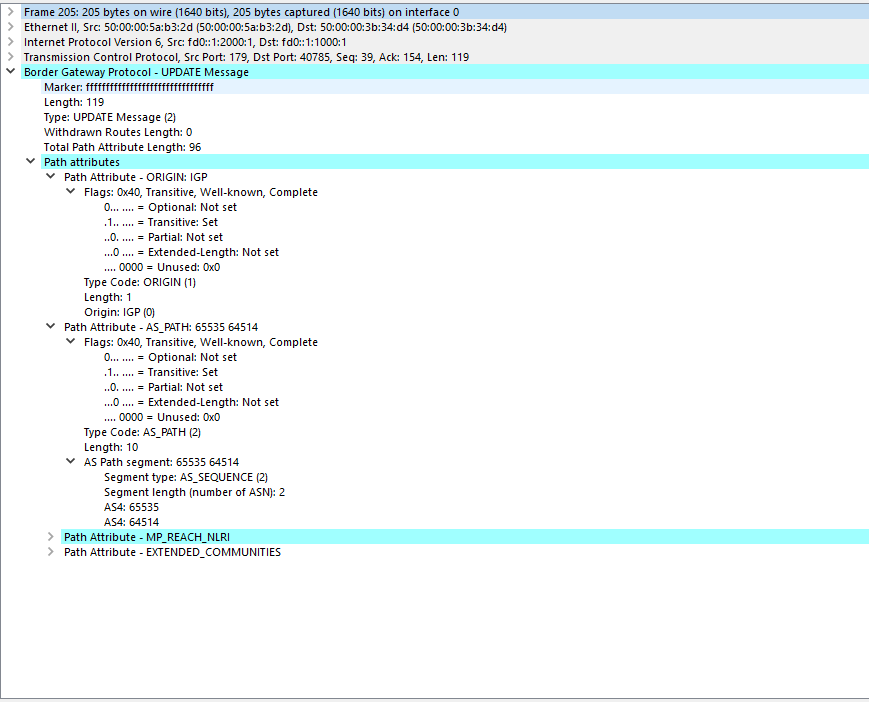 Frame 205: 205 bytes on wire (1640 bits), 205 bytes captured (1640 bits) on interface 0
Ethernet II, Src: 50:00:00:5a:b3:2d (50:00:00:5a:b3:2d), Dst: 50:00:00:3b:34:d4 (50:00:00:3b:34:d4)
Internet Protocol Version 6, Src: fd0::1:2000:1, Dst: fd0::1:1000:1
Transmission Control Protocol, Src Port: 179, Dst Port: 40785, Seq: 39, Ack: 154, Len: 119
Border Gateway Protocol - UPDATE Message
Marker: ffffffffffffffffffffffffffffffff
Length: 119
Type: UPDATE Message (2)
Withdrawn Routes Length: 0
Total Path Attribute Length: 96
Path attributes
Path Attribute - ORIGIN: IGP
Flags: 0x40, Transitive, Well-known, Complete
0... .... = Optional: Not set
.1.. .... = Transitive: Set
..0. .... = Partial: Not set
...0 .... = Extended-Length: Not set
.... 0000 = Unused: 0x0
Type Code: ORIGIN (1)
Length: 1
Origin: IGP (0)
Path Attribute - AS_PATH: 65535 64514
Flags: 0x40, Transitive, Well-known, Complete
0... .... = Optional: Not set
.1.. .... = Transitive: Set
..0. .... = Partial: Not set
...0 .... = Extended-Length: Not set
.... 0000 = Unused: 0x0
Type Code: AS_PATH (2)
Length: 10
AS Path segment: 65535 64514
Segment type: AS_SEQUENCE (2)
Segment length (number of ASN): 2
AS4: 65535
AS4: 64514
Path Attribute - MP_REACH_NLRI
Path Attribute - EXTENDED_COMMUNITIES